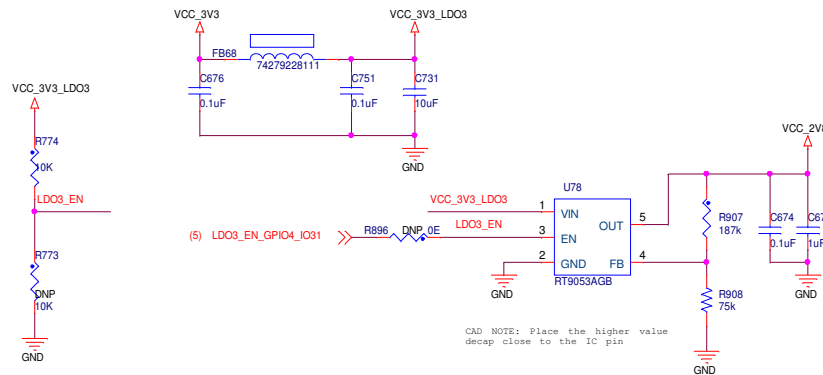 VCC_3V3
VCC_3V3_LDO3
FB68
74279228111
C676
0.1uF
C751
0.1uF
C731
10uF
GND
VCC_3V3_LDO3
R774
10K
LDO3_EN
R773
DNP
10K
GND
(5) LDO3_EN_GPIO4_IO31
R896
DNP
0E
VCC_3V3_LDO3
LDO3_EN
U78
1
VIN
3
EN
2
GND
OUT
5
FB
4
RT9053AGB
GND
R907
187k
R908
75k
GND
C674
0.1uF
1uF
GND
CAD NOTE: Place the higher value
decap close to the IC pin